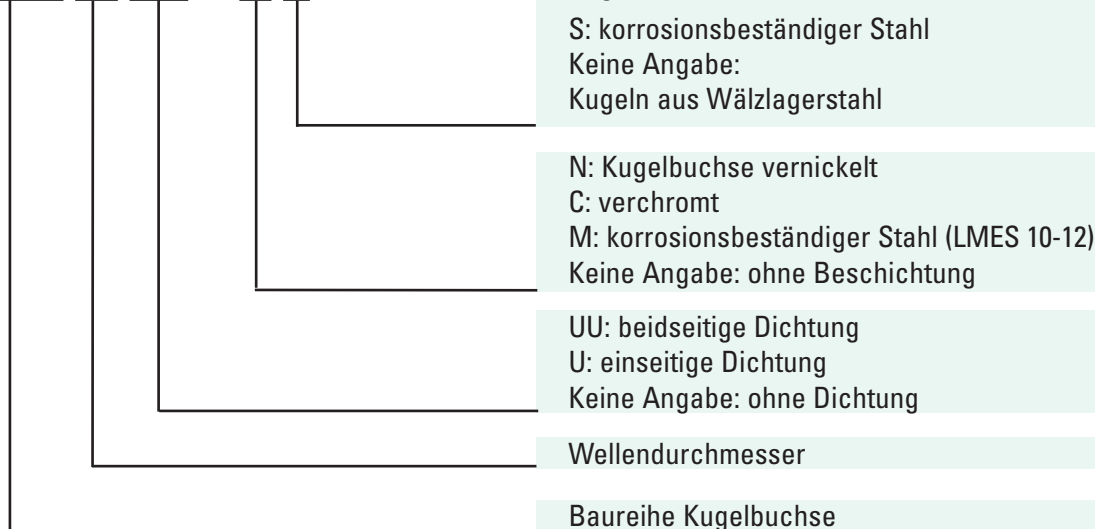 S: korrosionsbeständiger Stahl
Keine Angabe:
Kugeln aus Wälzlagerstahl
N: Kugelbuchse vernickelt
C: verchromt
M: korrosionsbeständiger Stahl (LMES 10-12)
Keine Angabe: ohne Beschichtung
UU: beidseitige Dichtung
U: einseitige Dichtung
Keine Angabe: ohne Dichtung
Wellendurchmesser
Baureihe Kugelbuchse